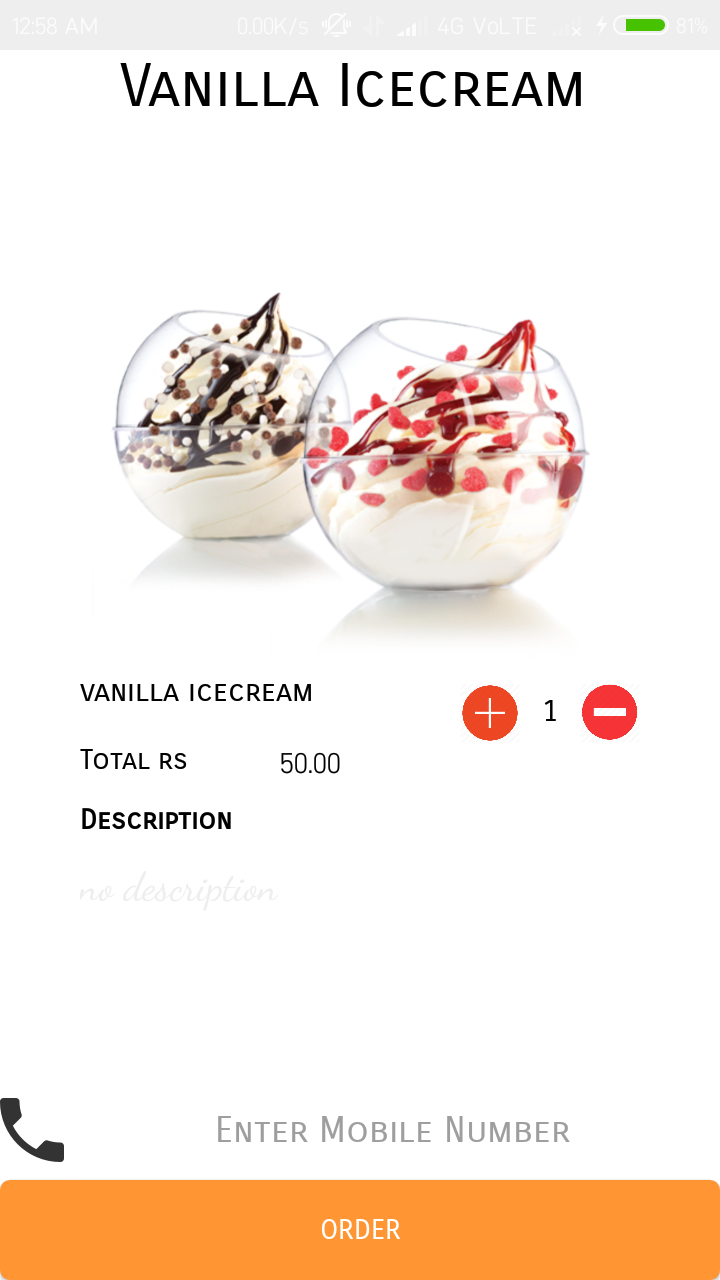 12:58 AM 0.00K/s 4G VoLTE 81%
Vanilla Icecream
vanilla icecream
1
Total rs 50.00
Description
no description
Enter Mobile Number
ORDER